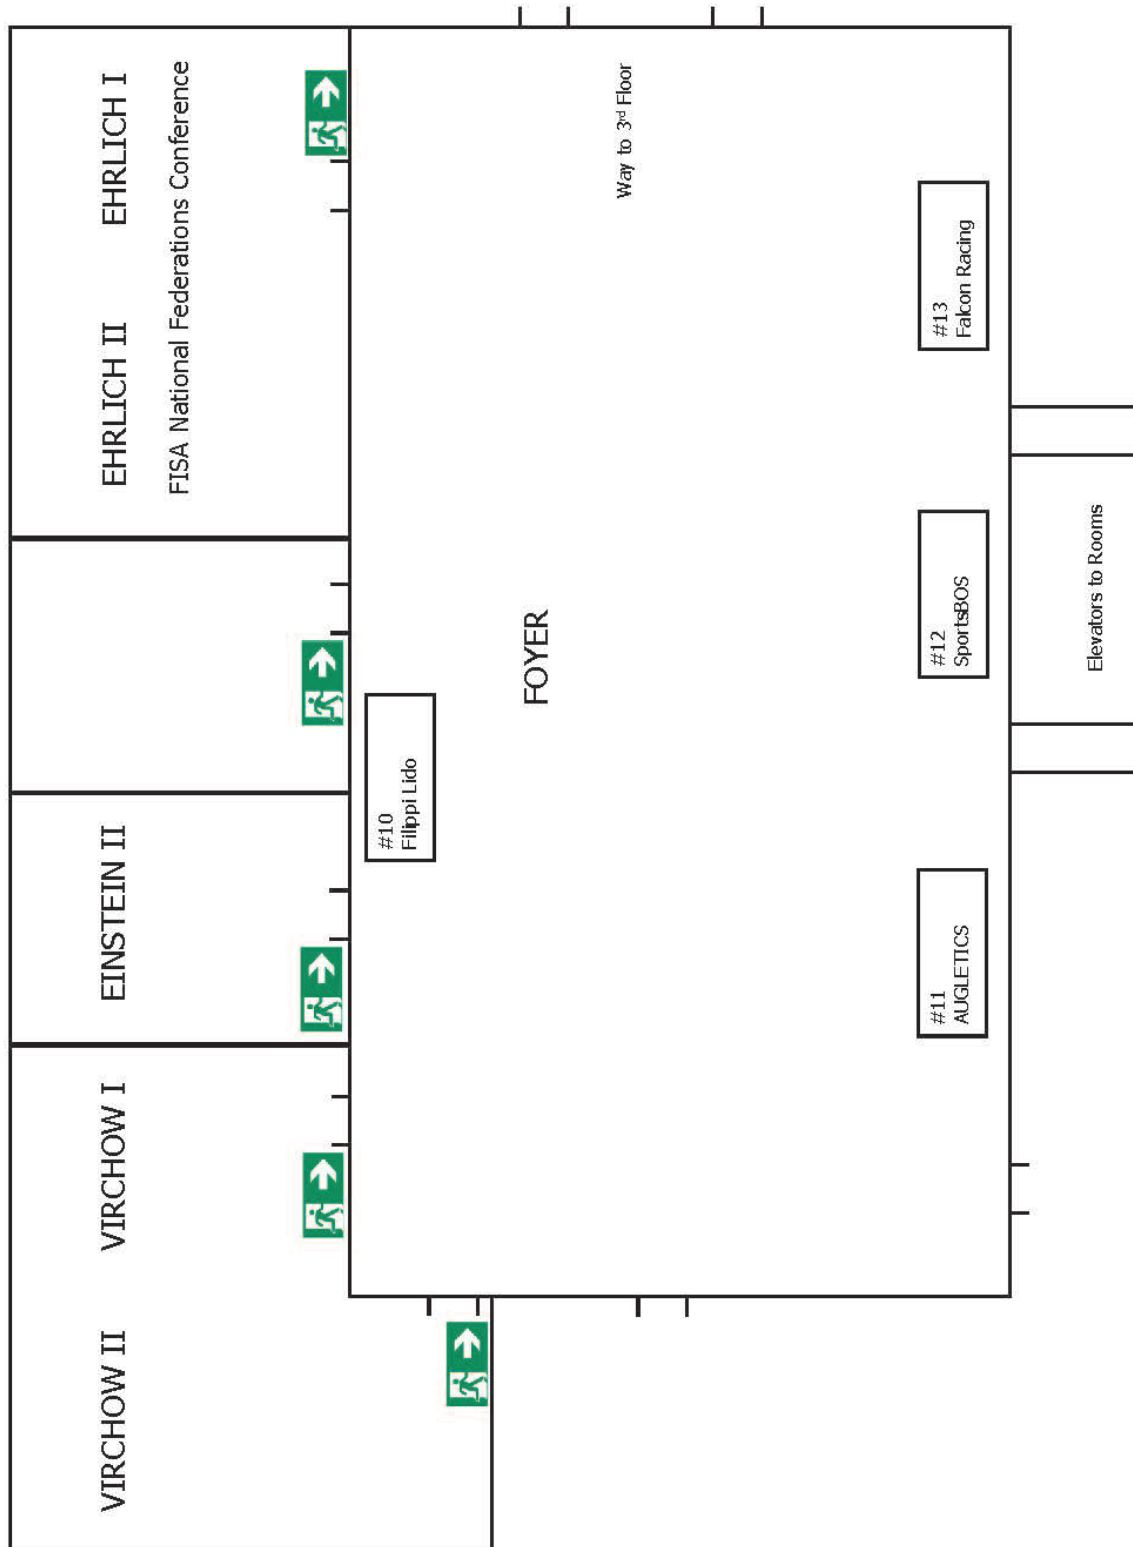 VIRCHOW II
VIRCHOW I
EINSTEIN II
EHRLICH II
EHRLICH I
FISA National Federations Conference
#10
Filippi Lido
FOYER
Way to 3rd Floor
#11
AUGLETICS
#12
SportsBOS
#13
Falcon Racing
Elevators to Rooms